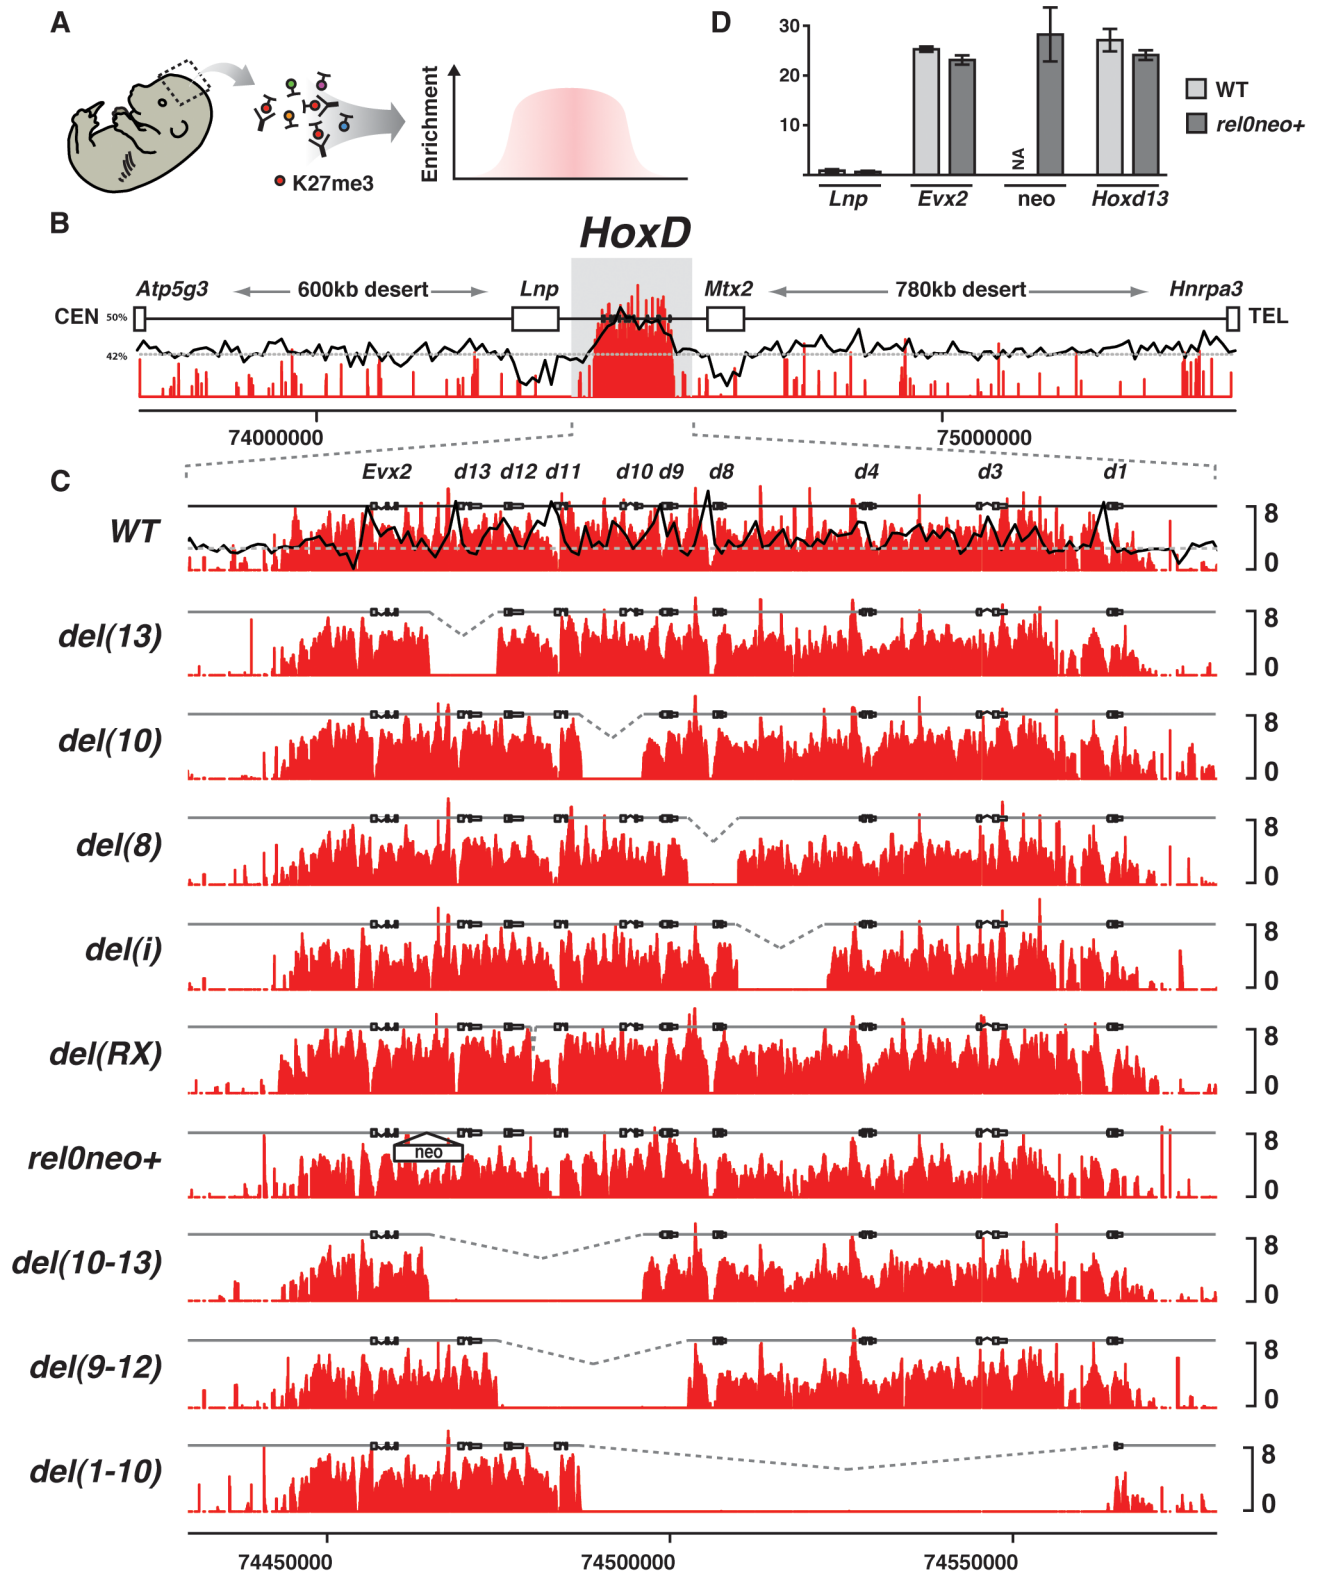 A
Enrichment
K27me3
D
30
20
10
NA
Lnp
Evx2
neo
Hoxd13
WT
rel0neo+
B
HoxD
Atp5g3
600kb desert
Lnp
Mtx2
780kb desert
Hnrpa3
CEN
50%
TEL
42%
74000000
75000000
C
Evx2 d13 d12 d11 d10 d9 d8 d4 d3 d1
WT
8
0
del(13)
8
0
del(10)
8
0
del(8)
8
0
del(i)
8
0
del(RX)
8
0
rel0neo+
neo
8
0
del(10-13)
8
0
del(9-12)
8
0
del(1-10)
8
0
74450000
74500000
74550000